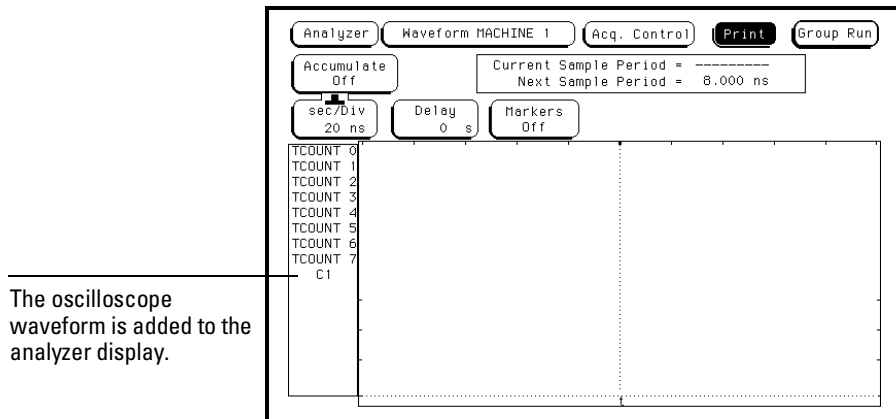 Analyzer Waveform MACHINE 1 Acq. Control Print Group Run
Accumulate
Off
Current Sample Period = ---------
Next Sample Period = 8.000 ns
sec/Div
20 ns
Delay
0 s
Markers
Off
TCOUNT 0
TCOUNT 1
TCOUNT 2
TCOUNT 3
TCOUNT 4
TCOUNT 5
TCOUNT 6
TCOUNT 7
C1
The oscilloscope
waveform is added to the
analyzer display.
t